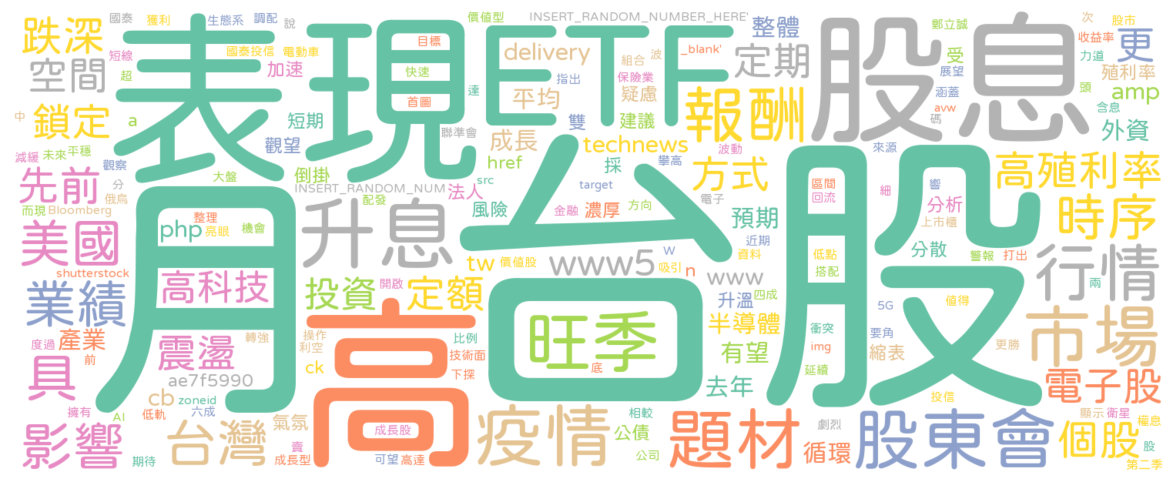 國泰 獲利 生態系 調配 說 價值型 INSERT_RANDOM_NUMBER_HERE' 鄭立誠 次 股市
跌深 短線 國泰投信 電動車 目標 delivery _blank' 整體 受 收益率
空間 超 加速 表現 ETF 快速 組合 波 定期 股息 展望 力道 更
中 鎖定 a 短期 首圖 達 平均 指出 保險業 疑慮 報酬 涵蓋 頭 殖利率
減緩 未來 平穩 觀望 聯準會 成長 雙 建議 technews avw 含息 amp
先前 觀察 大盤 倒掛 href 採 攀高 波動 碼 外資
而現 分 俄烏 INSERT_RANDOM_NUM src 法人 target 電子 方式 來源 高殖利率
Bloomberg 配發 風險 金融 濃厚 方向 區間 回流 細 響 分析
美國 整理 亮眼 機會 php 月 升息 台股 預期 上市櫃 時序
shutterstock 高科技 tw 價值股 www5 w 近期 資料 低點 搭配 分散 警報 打出
業績 開啟 投資 定額 吸引 n www 行情 兩
度過 產業 前 轉強 高 旺季 升溫 四成 5G 值得
具 震盪 操作 利空 比例 半導體 衝突 要角 市場
ae7f5990 ck 技術面 下探 底 有望 img 縮表 更腩
擁有 AI cb zoneid 去年 延續 投信 電子股
低軌 六成 氣氛 成長股 相較 劇烈 顯示 衛星 權息
影響 台灣 賣 疫情 公債 題材 循環 股東會 個股 股
期待 成長型 可望 高達 公司 第二季